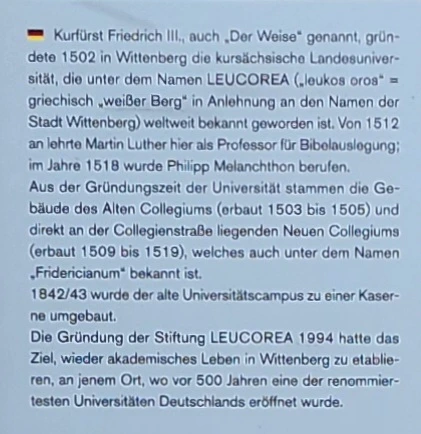 Kurfürst Friedrich III., auch „Der Weise“ genannt, grün-
dete 1502 in Wittenberg die kursächsische Landesuniver-
sität, die unter dem Namen LEUCOREA („leukos oros“ =
griechisch „weißer Berg“ in Anlehnung an den Namen der
Stadt Wittenberg) weltweit bekannt geworden ist. Von 1512
an lehrte Martin Luther hier als Professor für Bibelauslegung;
im Jahre 1518 wurde Philipp Melanchthon berufen.
Aus der Gründungszeit der Universität stammen die Ge-
bäude des Alten Collegiums (erbaut 1503 bis 1505) und
direkt an der Collegienstraße liegenden Neuen Collegiums
(erbaut 1509 bis 1519), welches auch unter dem Namen
„Fridericianum“ bekannt ist.
1842/43 wurde der alte Universitätscampus zu einer Kaser-
ne umgebaut.
Die Gründung der Stiftung LEUCOREA 1994 hatte das
Ziel, wieder akademisches Leben in Wittenberg zu etablie-
ren, an jenem Ort, wo vor 500 Jahren eine der renommier-
testen Universitäten Deutschlands eröffnet wurde.